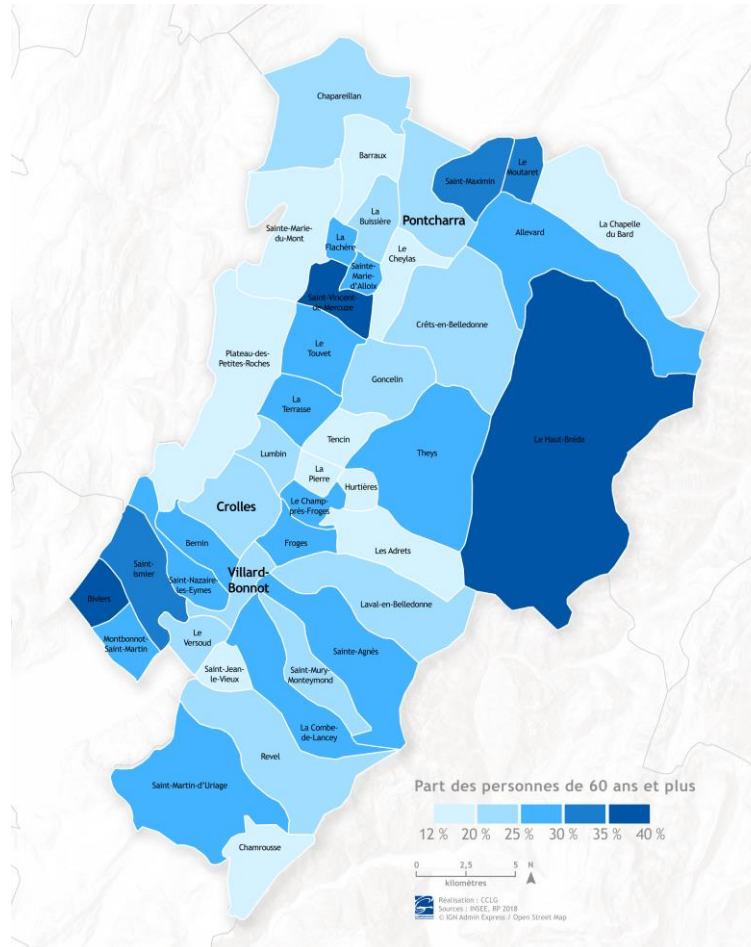 Chapareillan
Barraux
Le
Moutaret
Saint-Maximin
La
Buissière
Pontcharra
La Chapelle
du Bard
Sainte-Marie-
du-Mont
La
Flachère
Allevard
Le
Cheylas
Sainte-
Marie-
d'Alloix
Saint-Vincent-
de-Mercuze
Crêts-en-Belledonne
Le
Touvet
Plateau-des-
Petites-Roches
Goncelin
La
Terrasse
Le Haut-Bréda
Tencin
Theys
Lumbin
La
Pierre
Hurtières
Crolles
Le Champ-
près-Froges
Bernin
Froges
Les Adrets
Saint-
Ismier
Villard-
Bonnot
Saint-Nazaire-
les-Eymes
Biviers
Laval-en-Belledonne
Montbonnot-
Saint-Martin
Le
Versoud
Sainte-Agnès
Saint-Jean-
le-Vieux
Saint-Mury-
Monteymond
La Combe-
de-Lancey
Revel
Saint-Martin-d'Uriage
Chamrousse
Part des personnes de 60 ans et plus
12 % 20 % 25 % 30 % 35 % 40 %
0 2,5 5 N
kilomètres
Réalisation : CCLG
Sources : INSEE, RP 2018
© IGN Admin Express / Open Street Map